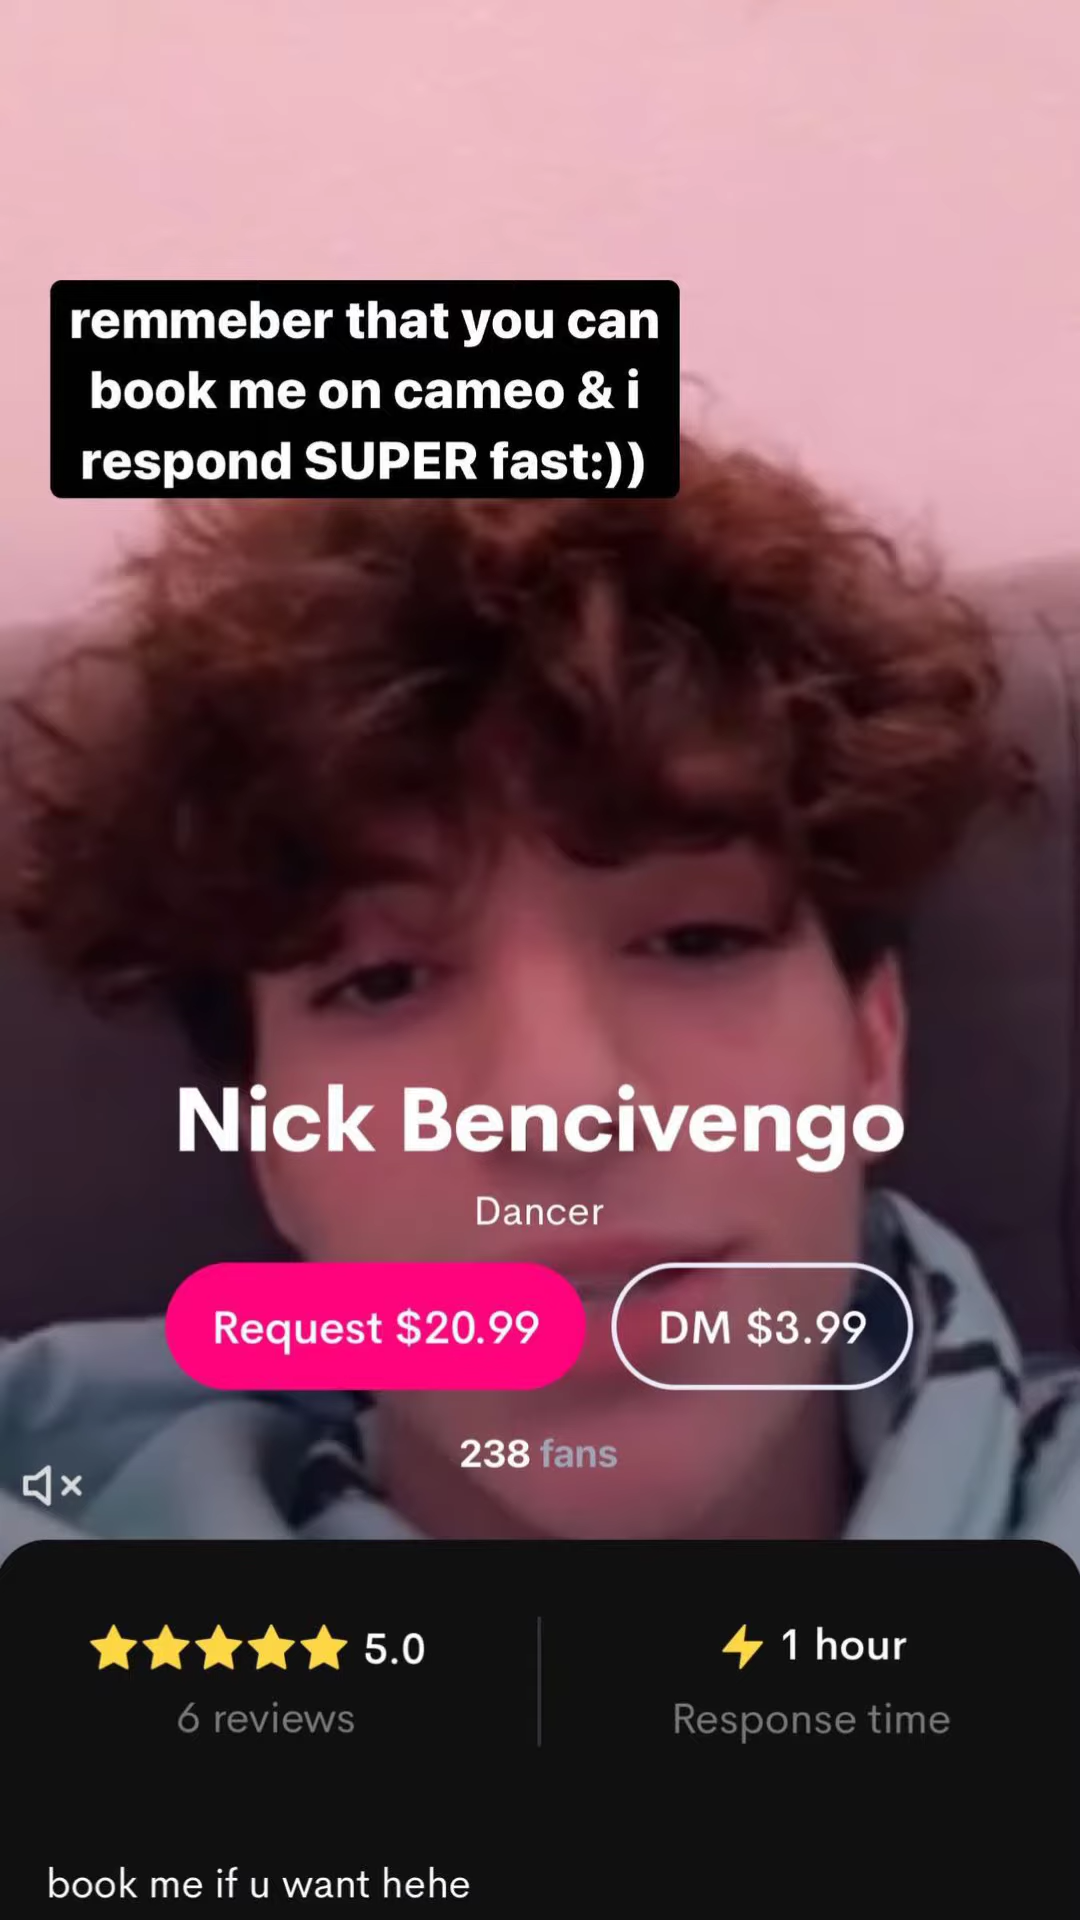 remmeber that you can
book me on cameo & i
respond SUPER fast:))
Nick Bencivengo
Dancer
Request $20.99
DM $3.99
238 fans
5.0
6 reviews
1 hour
Response time
book me if u want hehe